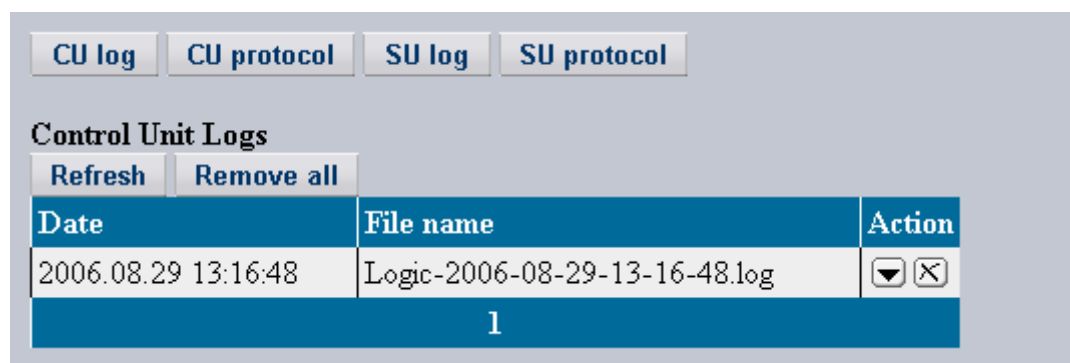 CU log CU protocol SU log SU protocol
Control Unit Logs
Refresh Remove all
Date File name Action
2006.08.29 13:16:48 Logic-2006-08-29-13-16-48.log
1